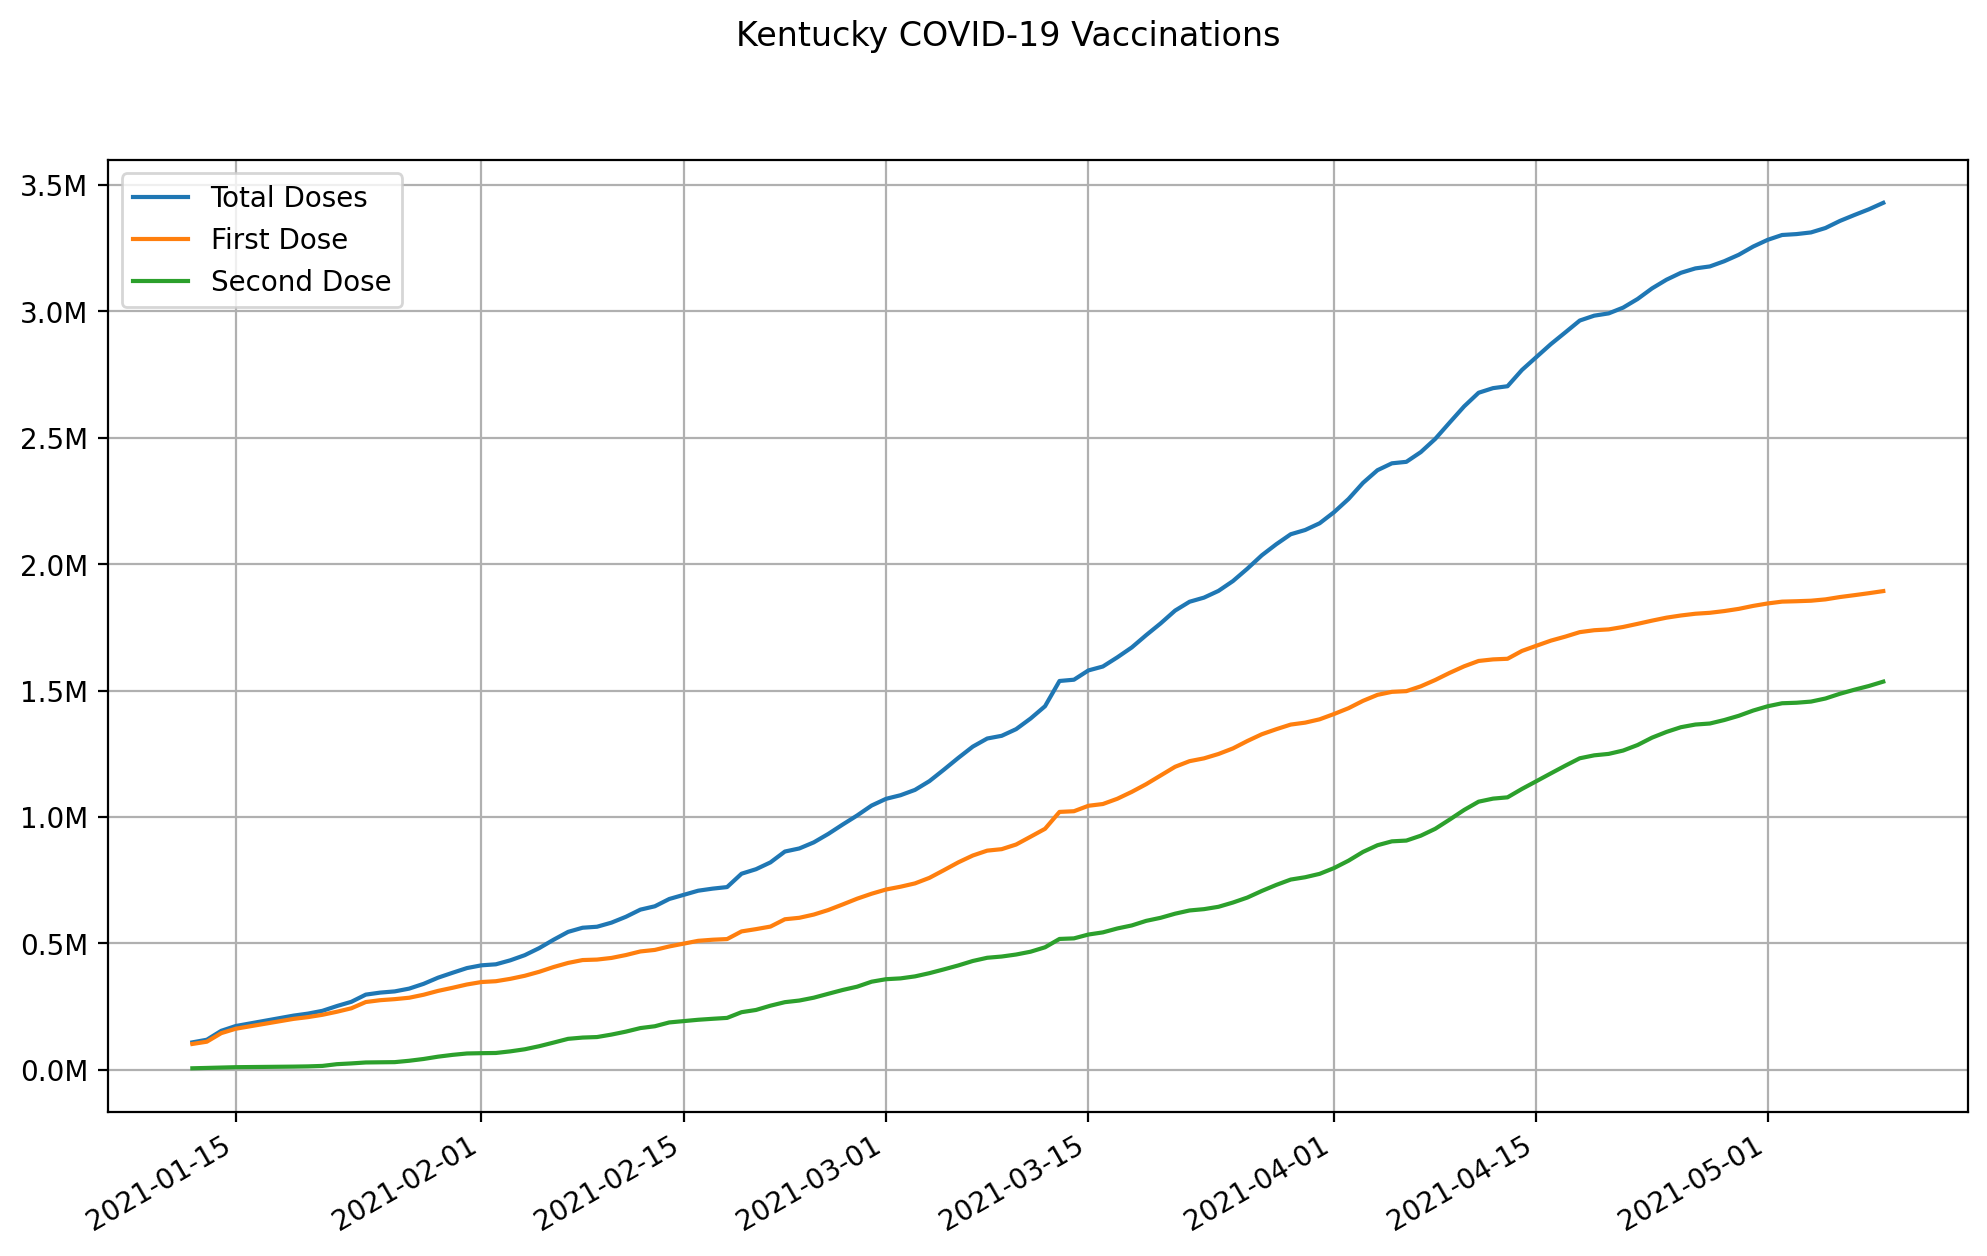 Kentucky COVID-19 Vaccinations
3.5M
3.0M
2.5M
2.0M
1.5M
1.0M
0.5M
0.0M
Total Doses
First Dose
Second Dose
2021-01-15
2021-02-01
2021-02-15
2021-03-01
2021-03-15
2021-04-01
2021-04-15
2021-05-01